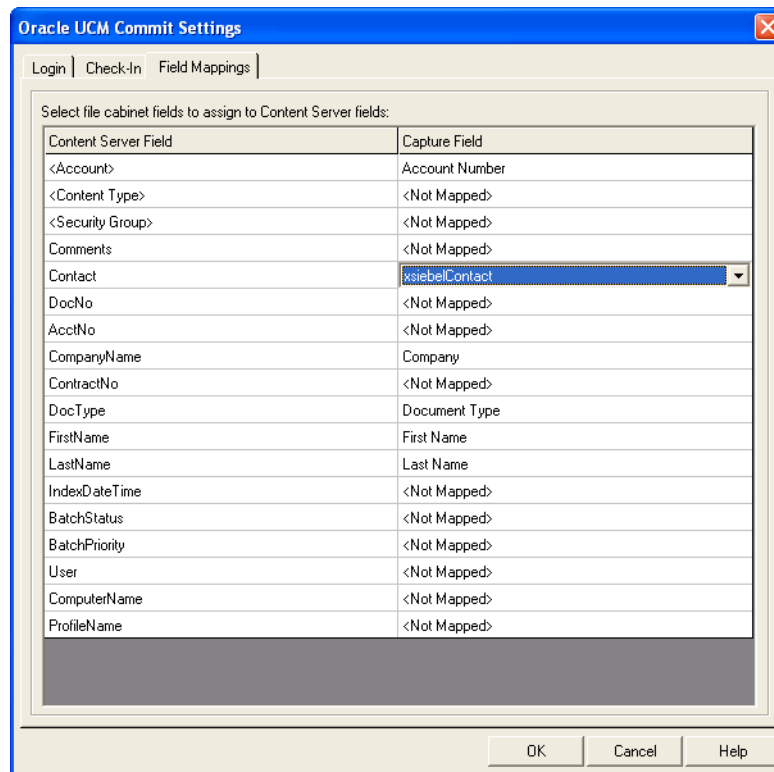 Oracle UCM Commit Settings
Login Check-In Field Mappings
Select file cabinet fields to assign to Content Server fields:
Content Server Field Capture Field
<Account> Account Number
<Content Type> <Not Mapped>
<Security Group> <Not Mapped>
Comments <Not Mapped>
Contact xsiebelContact
DocNo <Not Mapped>
AcctNo <Not Mapped>
CompanyName Company
ContractNo <Not Mapped>
DocType Document Type
FirstName First Name
LastName Last Name
IndexDateTime <Not Mapped>
BatchStatus <Not Mapped>
BatchPriority <Not Mapped>
User <Not Mapped>
ComputerName <Not Mapped>
ProfileName <Not Mapped>
OK Cancel Help